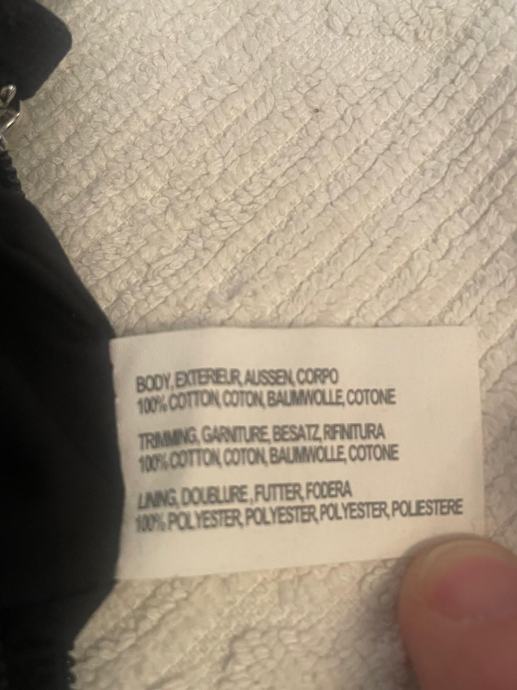 BODY, EXTERIEUR, AUSSEN, CORPO
100% COTTON, COTON, BAUMWOLLE, COTONE
TRIMMING, GARNITURE, BESATZ, RIFINITURA
100% COTTON, COTON, BAUMWOLLE, COTONE
LINING, DOUBLURE, FUTTER, FODERA
100% POLYESTER, POLYESTER, POLYESTER, POLIESTERE